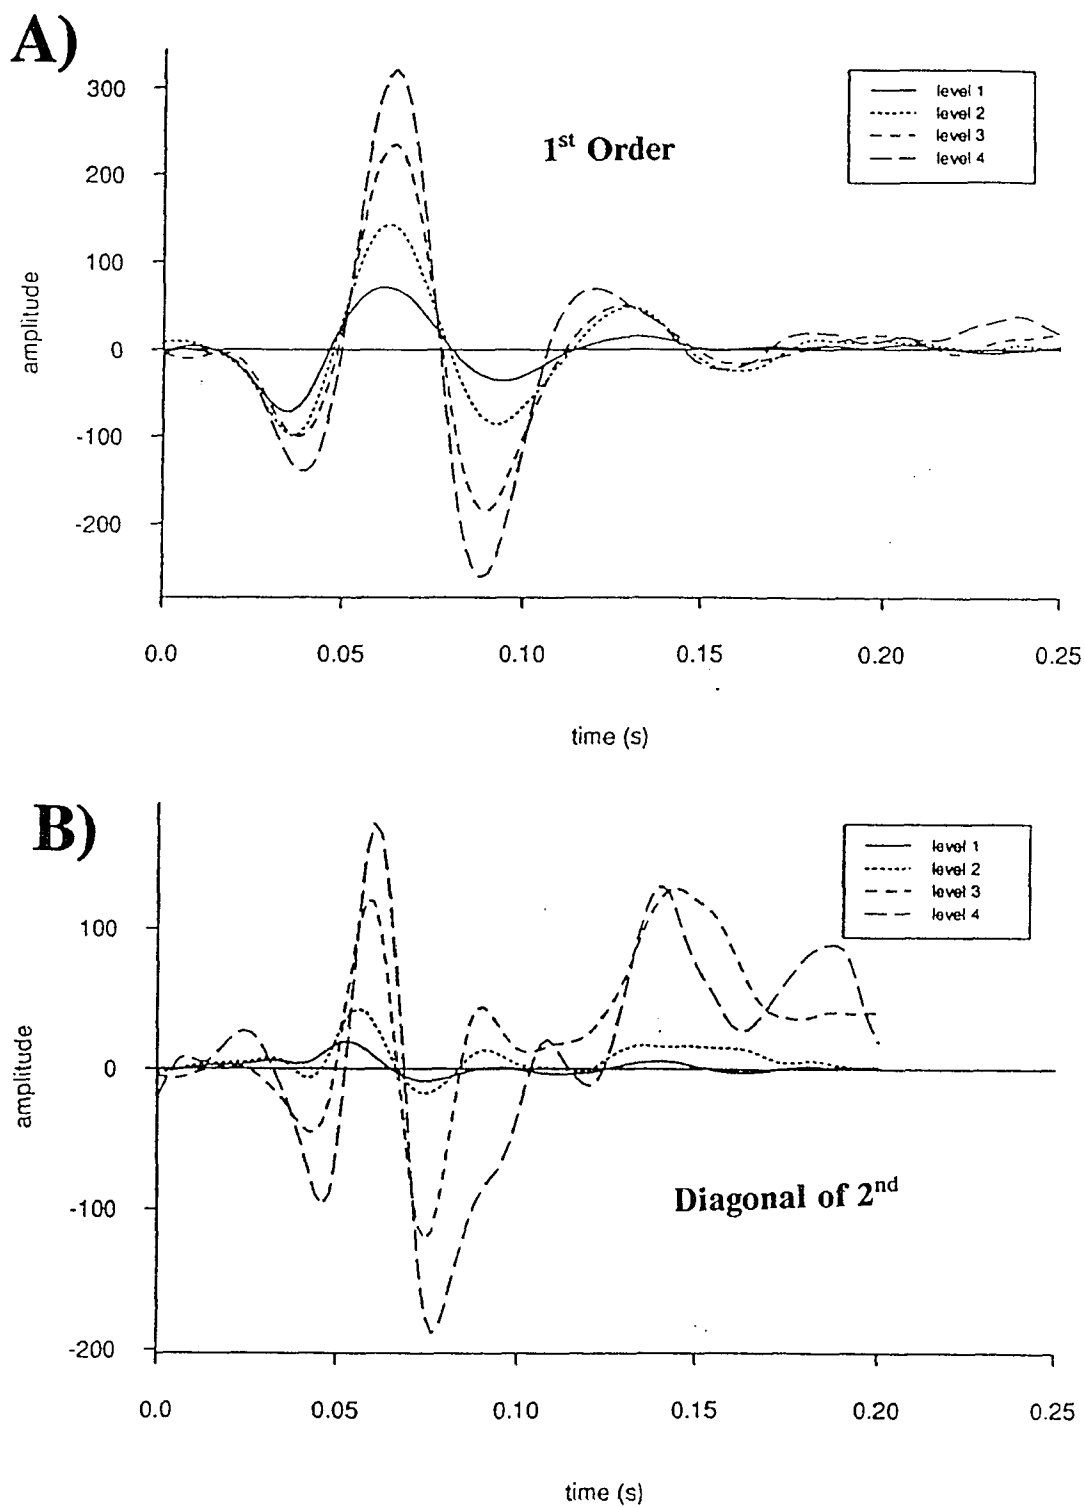 A)
300
200
100
0
-100
-200
amplitude
1st Order
level 1
level 2
level 3
level 4
0.0 0.05 0.10 0.15 0.20 0.25
time (s)
B)
100
0
-100
-200
amplitude
level 1
level 2
level 3
level 4
Diagonal of 2nd
0.0 0.05 0.10 0.15 0.20 0.25
time (s)